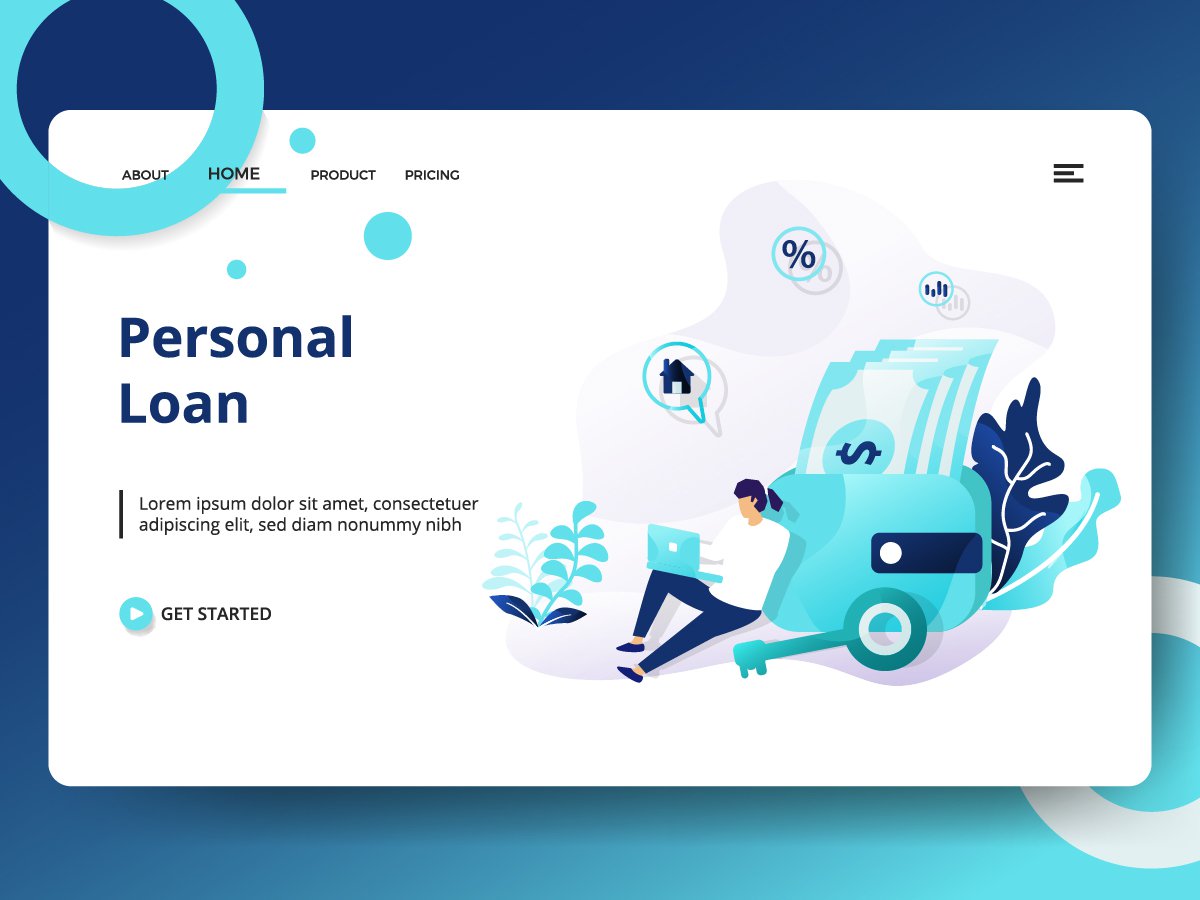 ABOUT HOME PRODUCT PRICING
%
Personal
Loan
$
Lorem ipsum dolor sit amet, consectetuer
adipiscing elit, sed diam nonummy nibh
GET STARTED